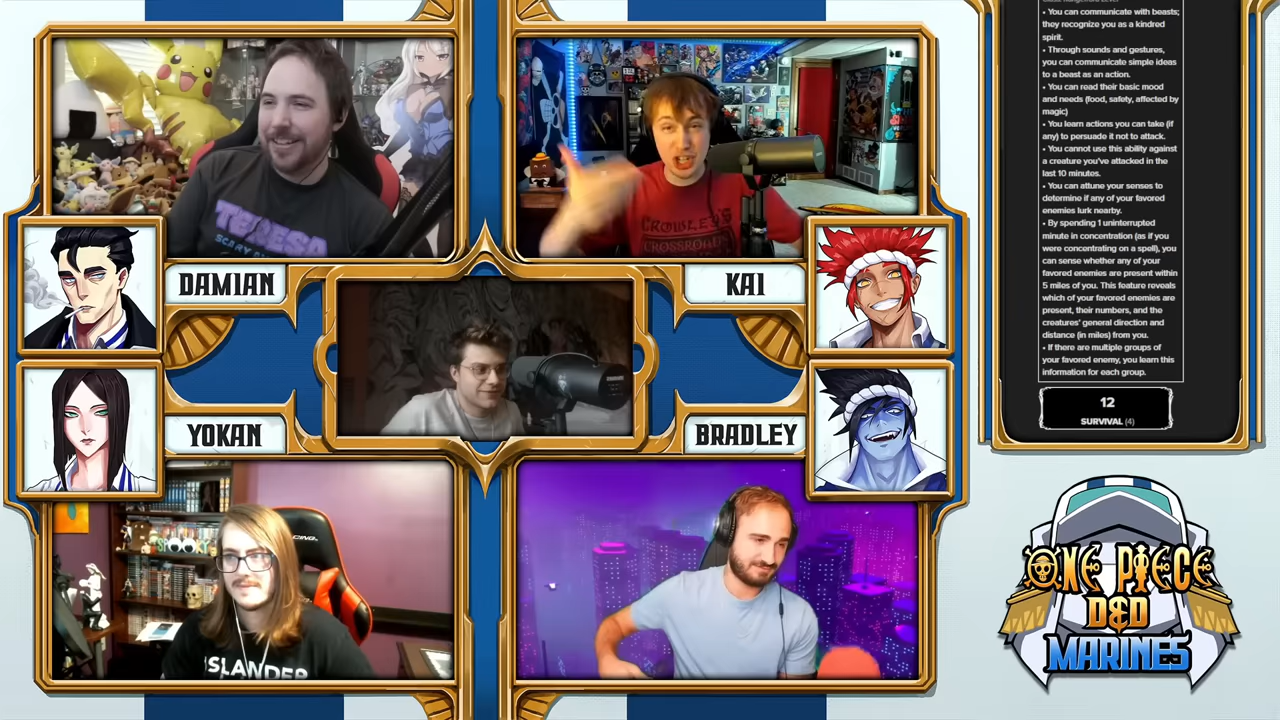 • You can communicate with beasts;
they recognize you as a kindred
spirit.
• Through sounds and gestures,
you can communicate simple ideas
to a beast as an action.
• You can read their basic mood
and needs (food, safety, affected by
magic)
• You learn actions you can take (if
any) to persuade it not to attack.
• You cannot use this ability against
a creature you've attacked in the
last 10 minutes.
• You can attune your senses to
determine if any of your favored
enemies lurk nearby.
• By spending 1 uninterrupted
minute in concentration (as if you
were concentrating on a spell), you
can sense whether any of your
favored enemies are present within
5 miles of you. This feature reveals
which of your favored enemies are
present, their numbers, and the
creatures' general direction and
distance (in miles) from you.
• If there are multiple groups of
your favored enemy, you learn this
information for each group.
12
SURVIVAL (4)
DAMIAN
KAI
YOKAN
BRADLEY
CROWLER'S
CROSSROADS
SPOOKY
ISLANDER
ONE PIECE
D&D
MARINES